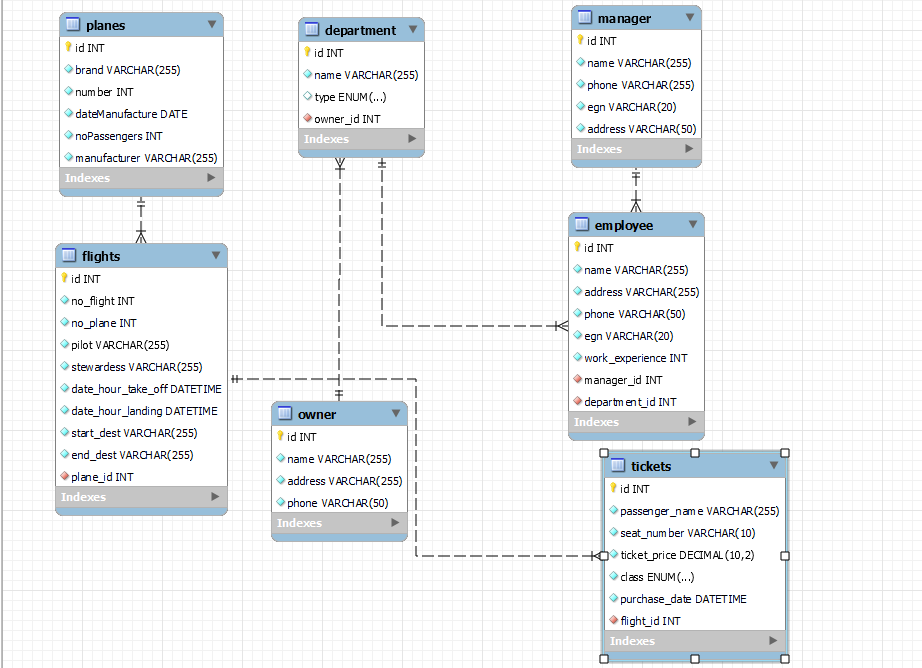 planes
id INT
brand VARCHAR(255)
number INT
dateManufacture DATE
noPassengers INT
manufacturer VARCHAR(255)
Indexes
department
id INT
name VARCHAR(255)
type ENUM(...)
owner_id INT
Indexes
manager
id INT
name VARCHAR(255)
phone VARCHAR(255)
egn VARCHAR(20)
address VARCHAR(50)
Indexes
flights
id INT
no_flight INT
no_plane INT
pilot VARCHAR(255)
stewardess VARCHAR(255)
date_hour_take_off DATETIME
date_hour_landing DATETIME
start_dest VARCHAR(255)
end_dest VARCHAR(255)
plane_id INT
Indexes
owner
id INT
name VARCHAR(255)
address VARCHAR(255)
phone VARCHAR(50)
Indexes
employee
id INT
name VARCHAR(255)
address VARCHAR(255)
phone VARCHAR(50)
egn VARCHAR(20)
work_experience INT
manager_id INT
department_id INT
Indexes
tickets
id INT
passenger_name VARCHAR(255)
seat_number VARCHAR(10)
ticket_price DECIMAL(10,2)
class ENUM(...)
purchase_date DATETIME
flight_id INT
Indexes